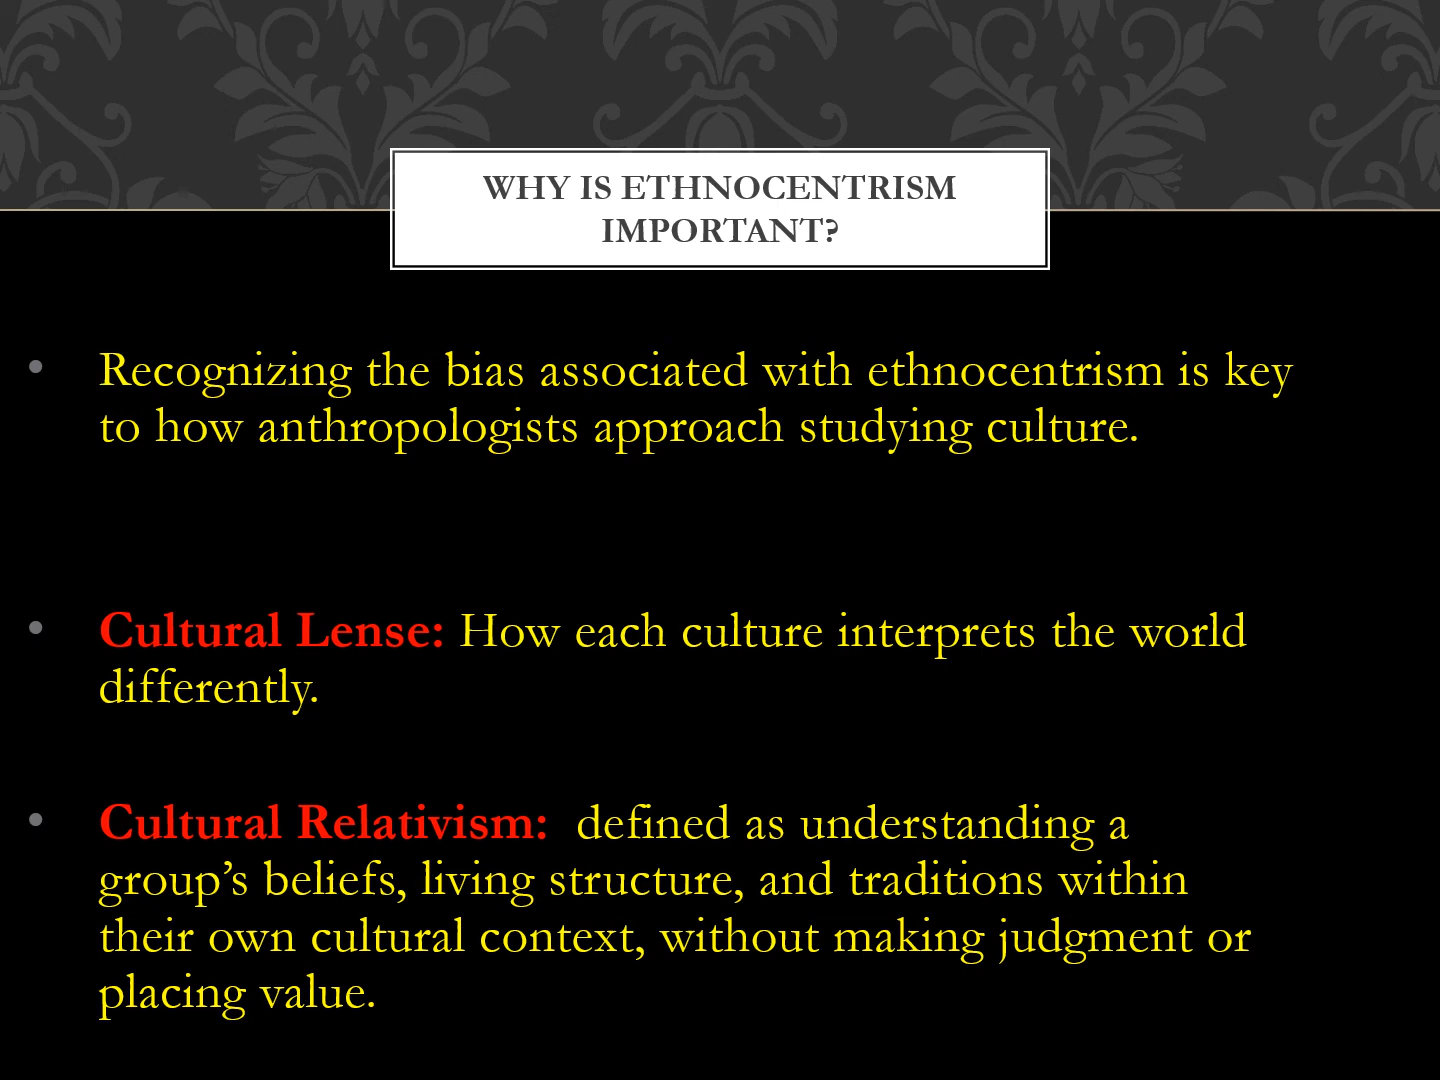 WHY IS ETHNOCENTRISM
IMPORTANT?
• Recognizing the bias associated with ethnocentrism is key
to how anthropologists approach studying culture.
• Cultural Lense: How each culture interprets the world
differently.
• Cultural Relativism: defined as understanding a
group’s beliefs, living structure, and traditions within
their own cultural context, without making judgment or
placing value.